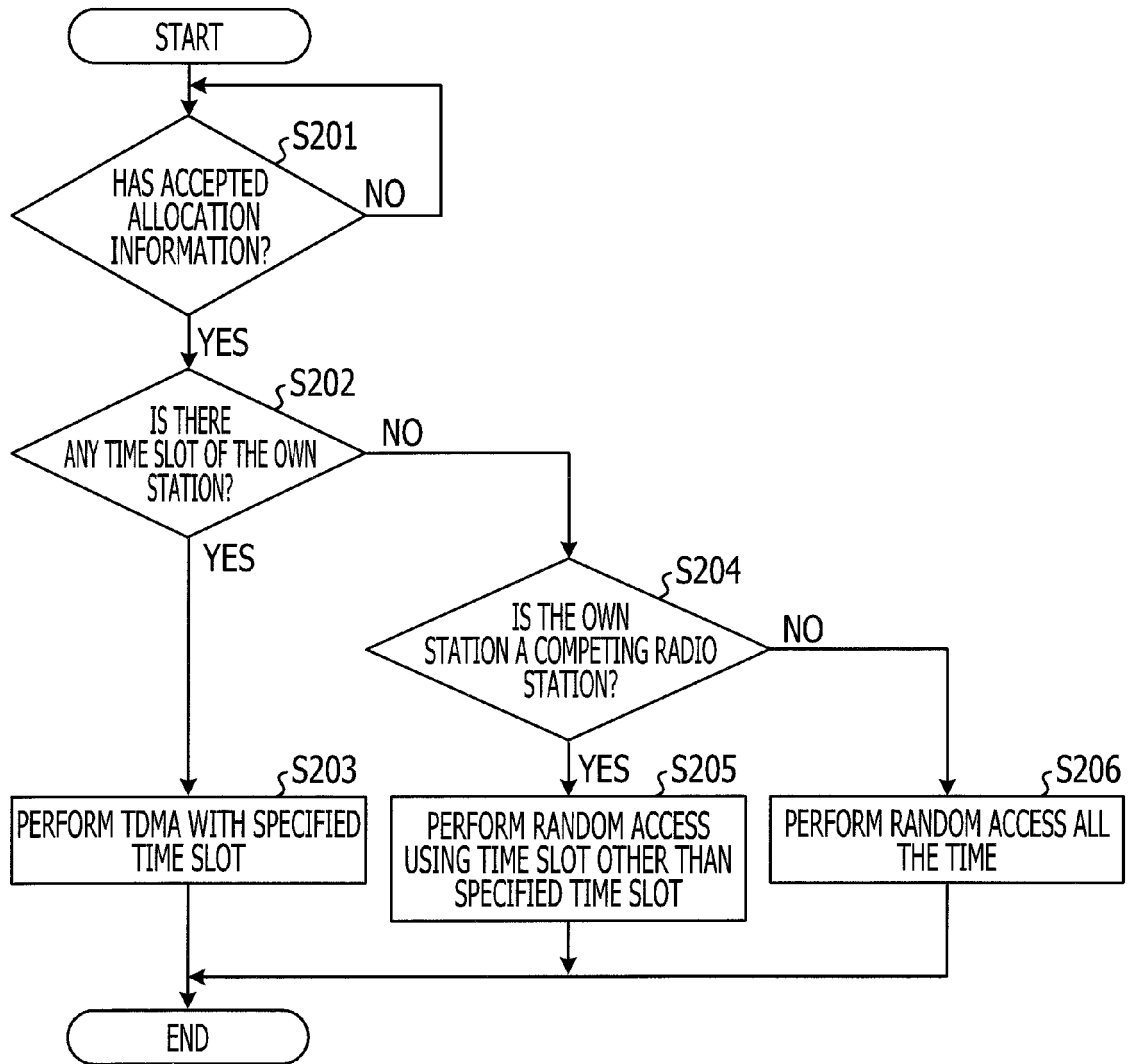 START
S201
HAS ACCEPTED
ALLOCATION
INFORMATION?
NO
YES
S202
IS THERE
ANY TIME SLOT OF THE OWN
STATION?
NO
YES
S204
IS THE OWN
STATION A COMPETING RADIO
STATION?
NO
YES
S203
PERFORM TDMA WITH SPECIFIED
TIME SLOT
S205
PERFORM RANDOM ACCESS
USING TIME SLOT OTHER THAN
SPECIFIED TIME SLOT
S206
PERFORM RANDOM ACCESS ALL
THE TIME
END